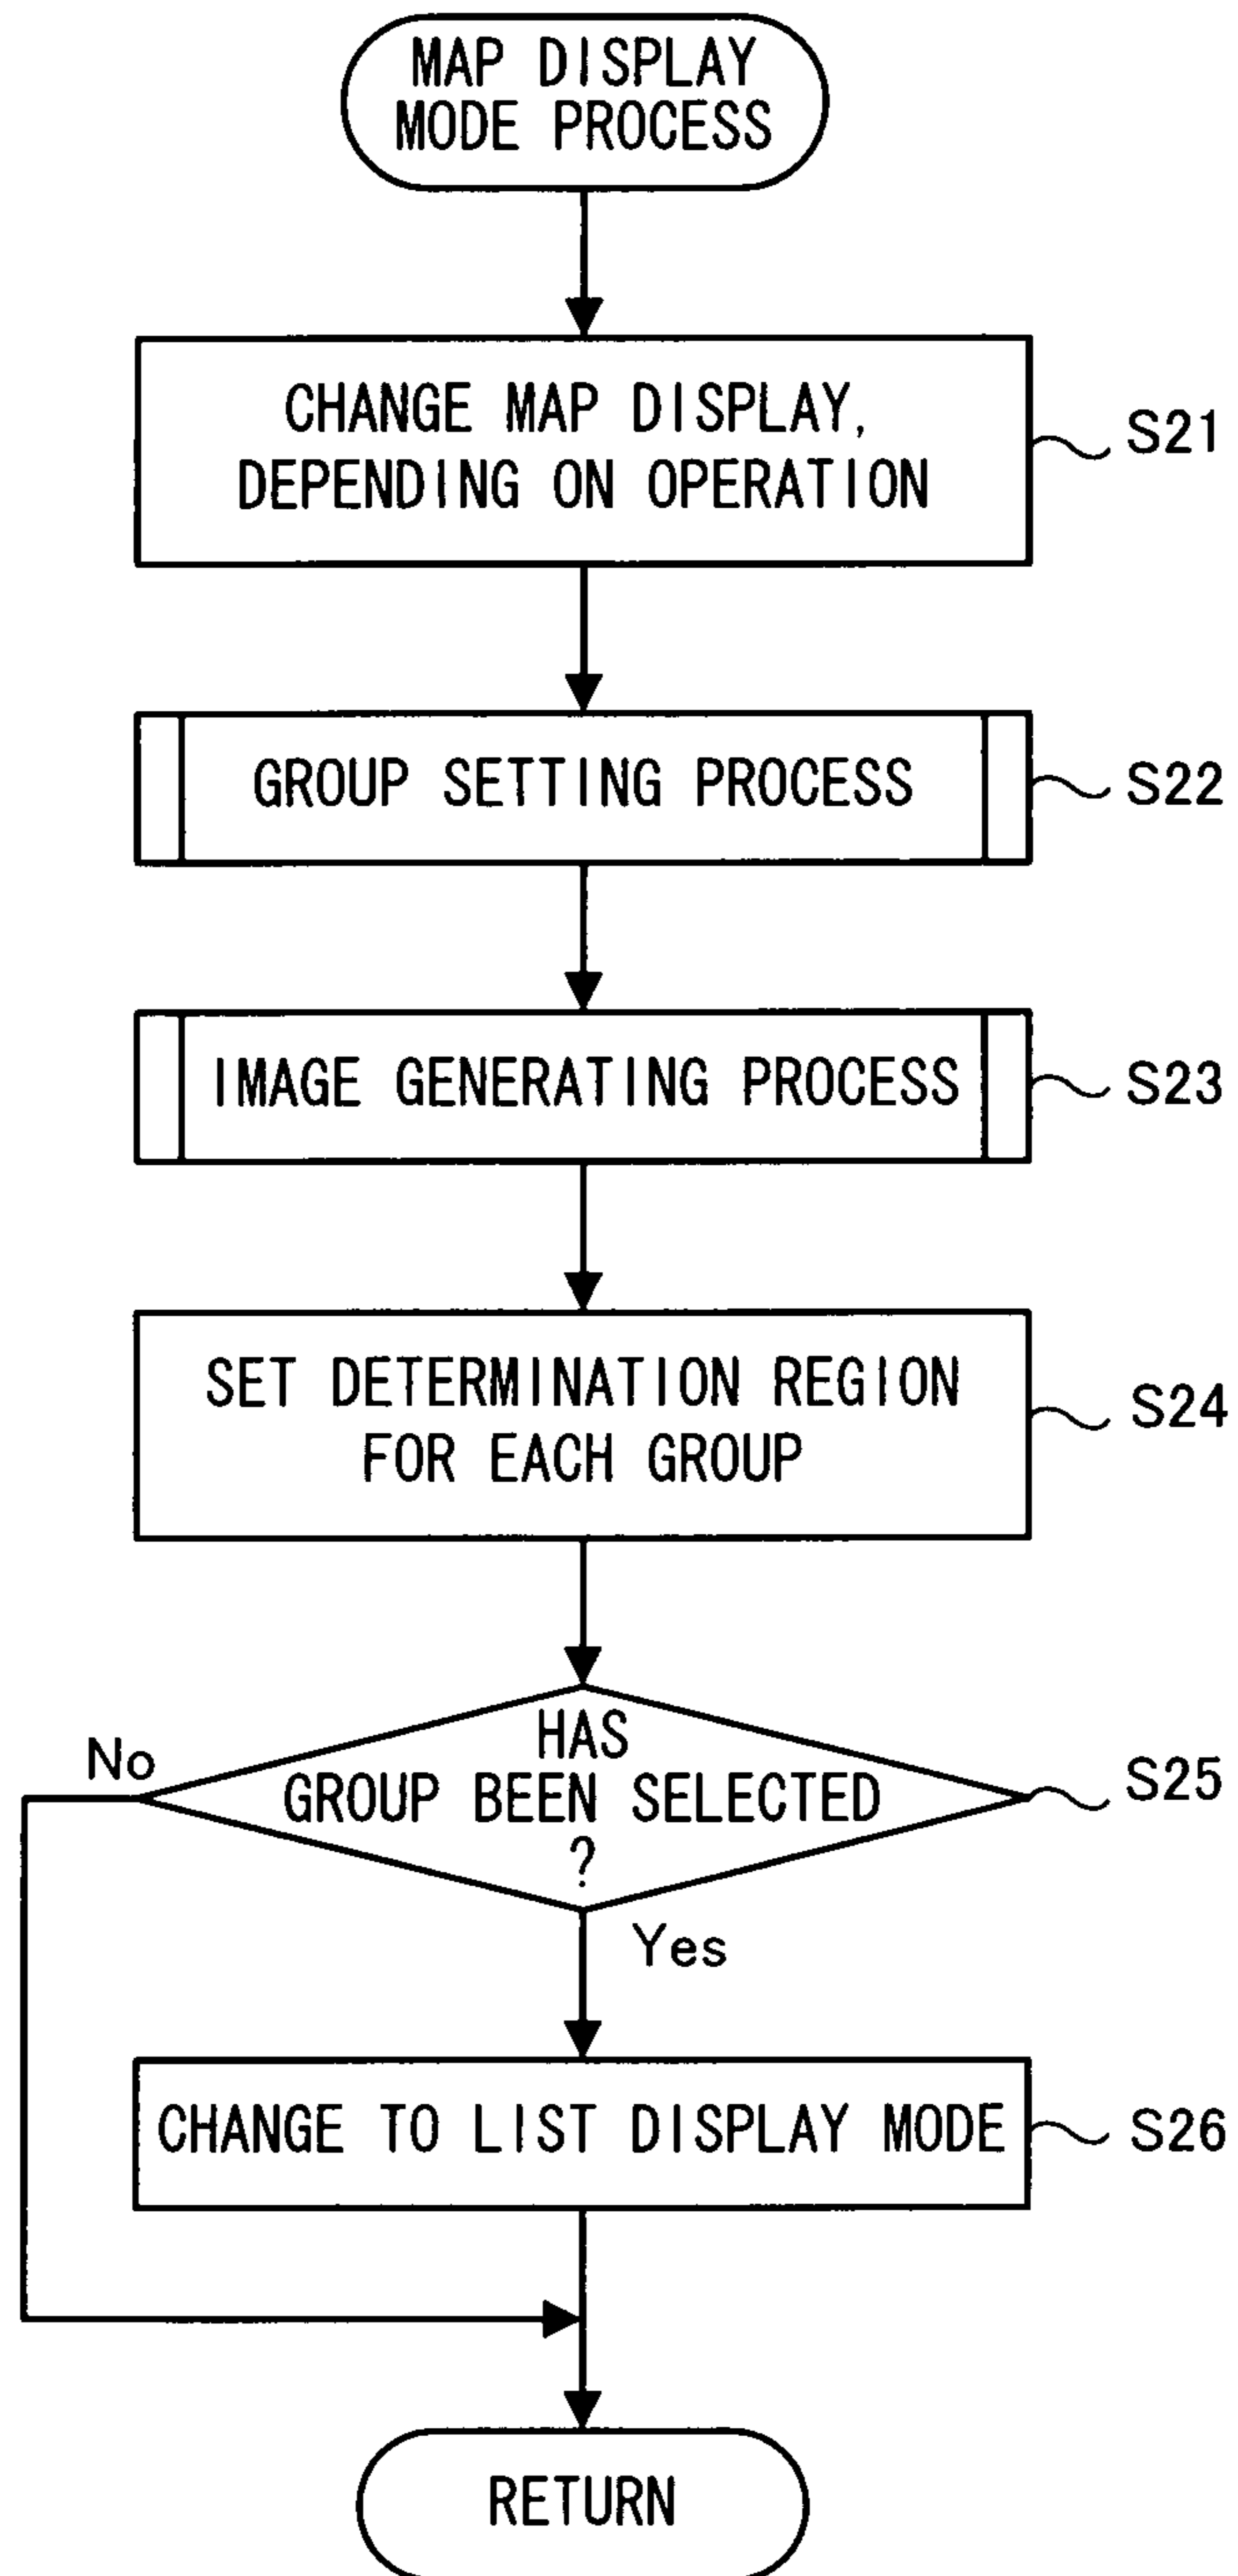 MAP DISPLAY
MODE PROCESS
CHANGE MAP DISPLAY,
DEPENDING ON OPERATION
S21
GROUP SETTING PROCESS
S22
IMAGE GENERATING PROCESS
S23
SET DETERMINATION REGION
FOR EACH GROUP
S24
HAS
GROUP BEEN SELECTED
?
No
S25
Yes
CHANGE TO LIST DISPLAY MODE
S26
RETURN